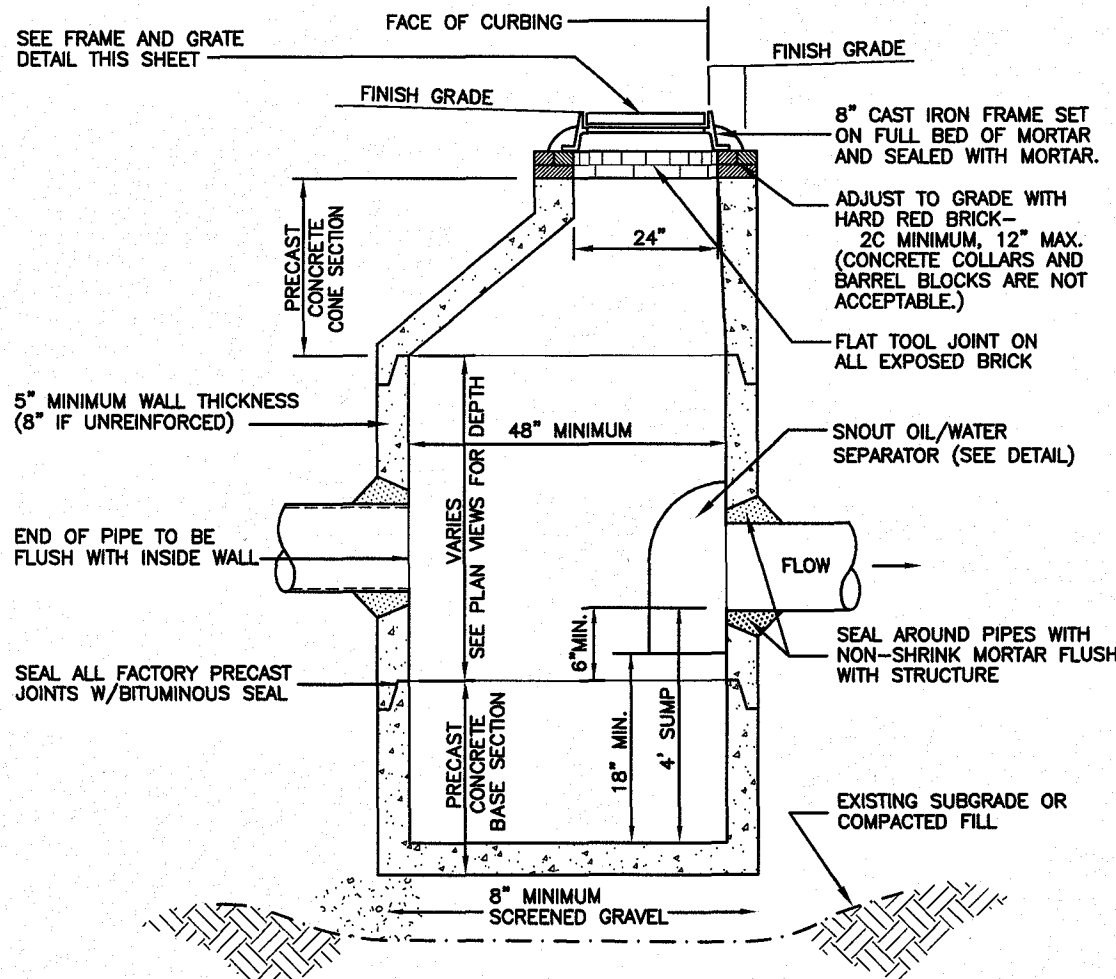 FACE OF CURBING
SEE FRAME AND GRATE
DETAIL THIS SHEET
FINISH GRADE
FINISH GRADE
8" CAST IRON FRAME SET
ON FULL BED OF MORTAR
AND SEALED WITH MORTAR.
ADJUST TO GRADE WITH
HARD RED BRICK-
2C MINIMUM, 12" MAX.
(CONCRETE COLLARS AND
BARREL BLOCKS ARE NOT
ACCEPTABLE.)
24"
PRECAST
CONCRETE
CONE SECTION
FLAT TOOL JOINT ON
ALL EXPOSED BRICK
5" MINIMUM WALL THICKNESS
(8" IF UNREINFORCED)
48" MINIMUM
VARIES
SEE PLAN VIEWS FOR DEPTH
SNOUT OIL/WATER
SEPARATOR (SEE DETAIL)
END OF PIPE TO BE
FLUSH WITH INSIDE WALL
FLOW
6"MIN.
SEAL AROUND PIPES WITH
NON-SHRINK MORTAR FLUSH
WITH STRUCTURE
SEAL ALL FACTORY PRECAST
JOINTS W/BITUMINOUS SEAL
PRECAST
CONCRETE
BASE SECTION
18" MIN.
4' SUMP
EXISTING SUBGRADE OR
COMPACTED FILL
8" MINIMUM
SCREENED GRAVEL